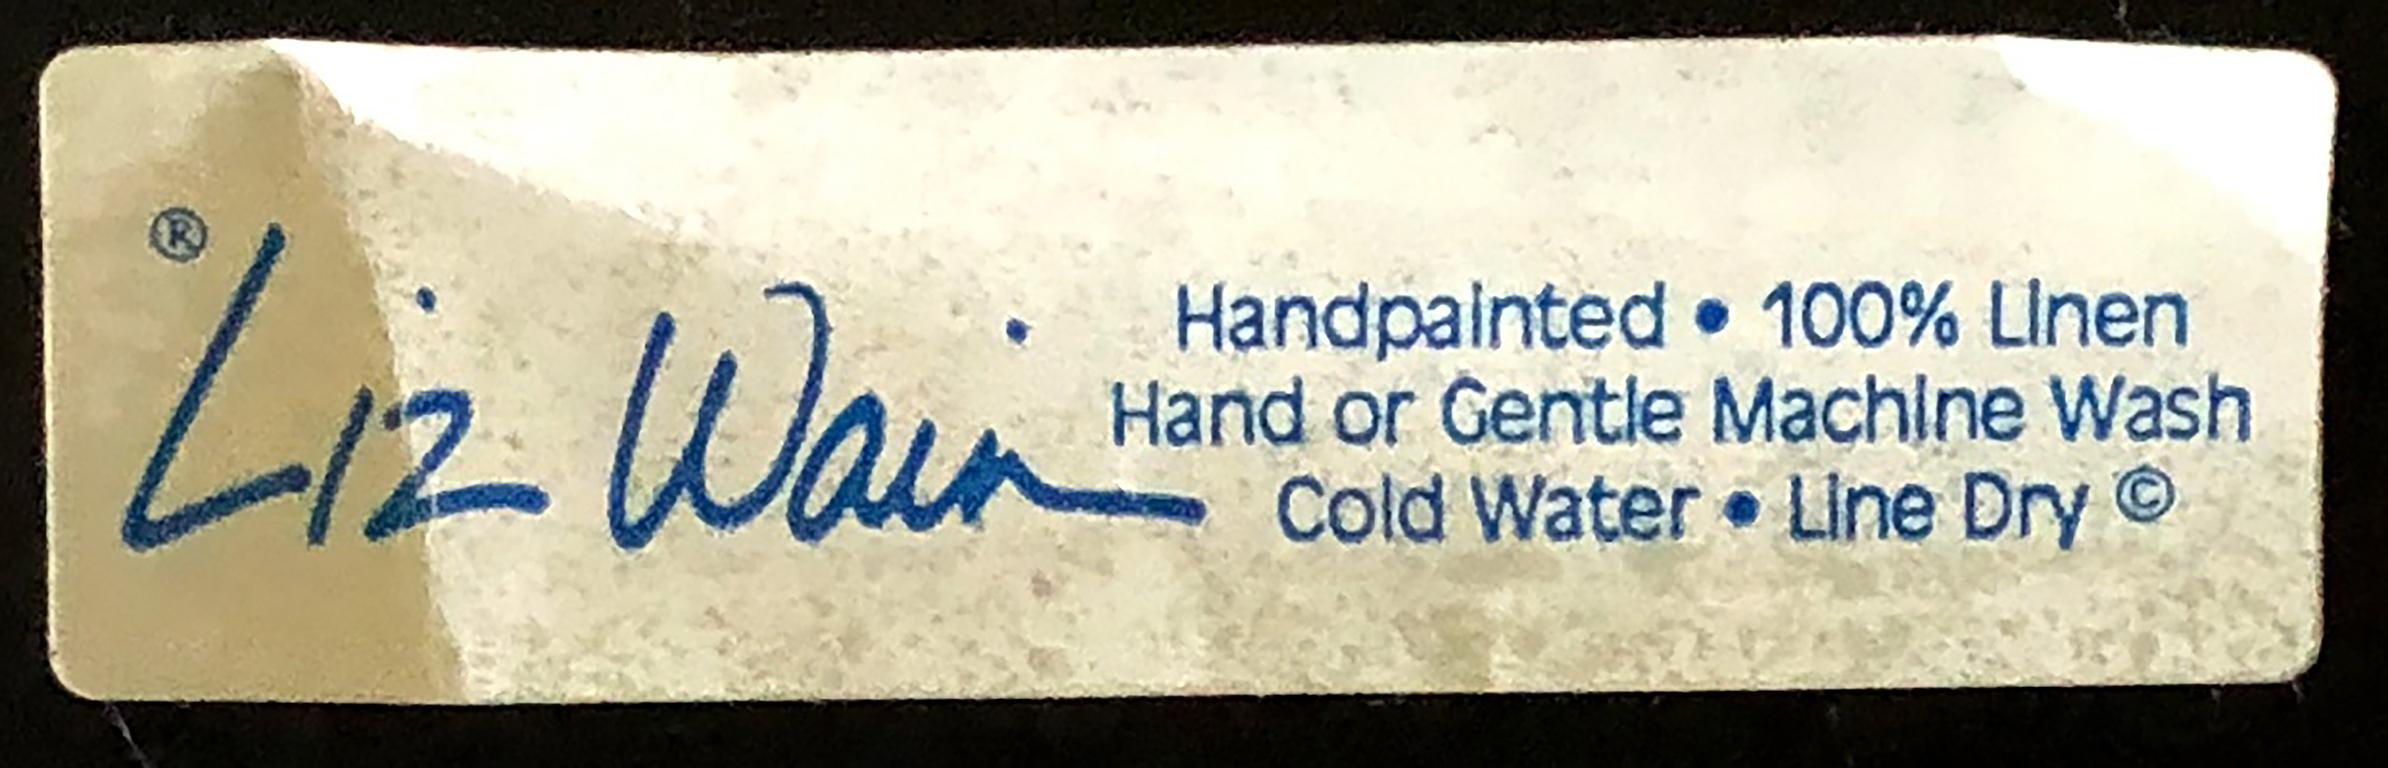 ® Liz Wain
Handpainted • 100% Linen
Hand or Gentle Machine Wash
Cold Water • Line Dry ©